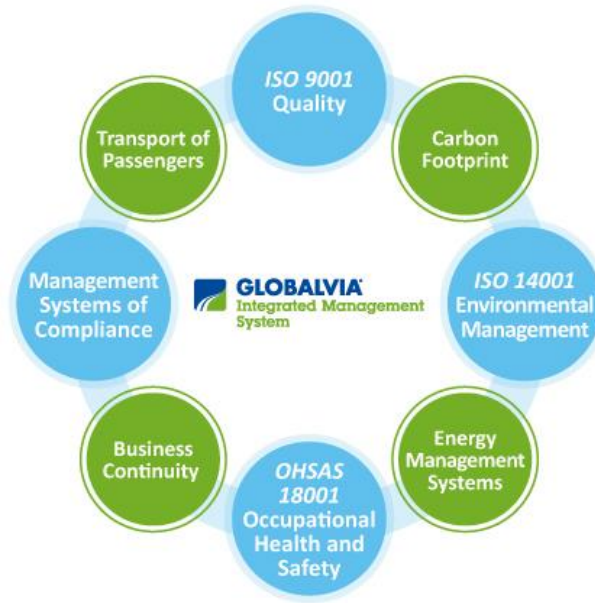 ISO 9001
Quality
Transport of
Passengers
Carbon
Footprint
Management
Systems of
Compliance
GLOBALVIA
Integrated Management
System
ISO 14001
Environmental
Management
Business
Continuity
Energy
Management
Systems
OHSAS
18001
Occupational
Health and
Safety